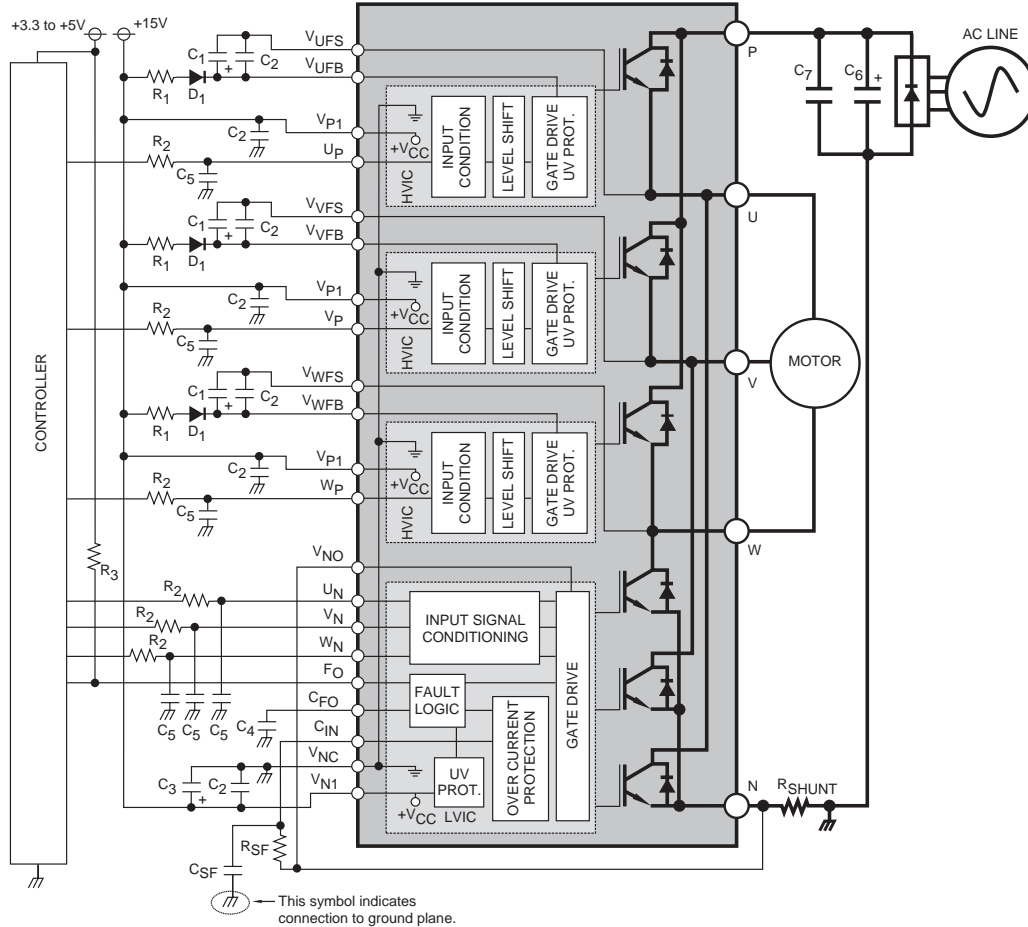 +3.3 to +5V
+15V
CONTROLLER
C1
+
C2
VUFS
R1
D1
VUFB
VP1
C2
R2
UP
C5
HVIC
+VCC
INPUT CONDITION
LEVEL SHIFT
GATE DRIVE UV PROT.
C1
+
C2
VVFS
R1
D1
VVFB
VP1
C2
R2
VP
C5
HVIC
+VCC
INPUT CONDITION
LEVEL SHIFT
GATE DRIVE UV PROT.
C1
+
C2
VWFS
R1
D1
VWFB
VP1
C2
R2
WP
C5
HVIC
+VCC
INPUT CONDITION
LEVEL SHIFT
GATE DRIVE UV PROT.
R3
VNO
R2
UN
R2
VN
R2
WN
FO
C5
C5
C5
C4
CFO
CIN
VNC
C3
+
C2
VN1
INPUT SIGNAL
CONDITIONING
FAULT
LOGIC
UV
PROT.
+VCC
LVIC
OVER CURRENT
PROTECTION
GATE DRIVE
RSF
CSF
This symbol indicates
connection to ground plane.
P
C7
C6
+
AC LINE
U
V
MOTOR
W
N
RSHUNT